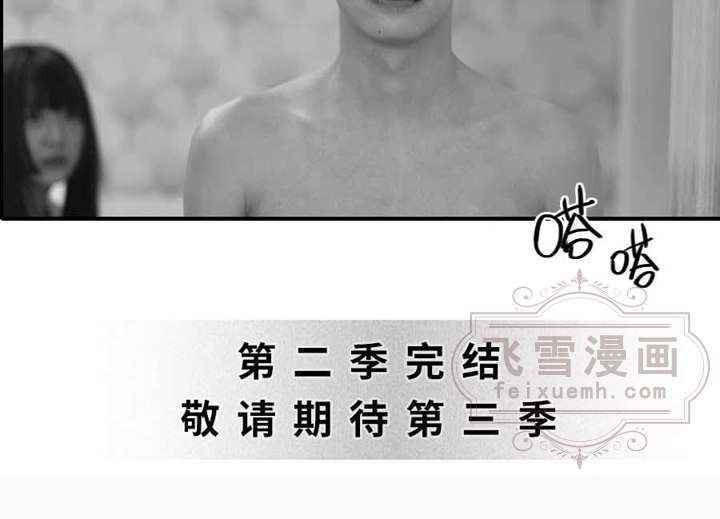 嗒
嗒
第二季完结
敬请期待第三季
飞雪漫画
feixuemh.com